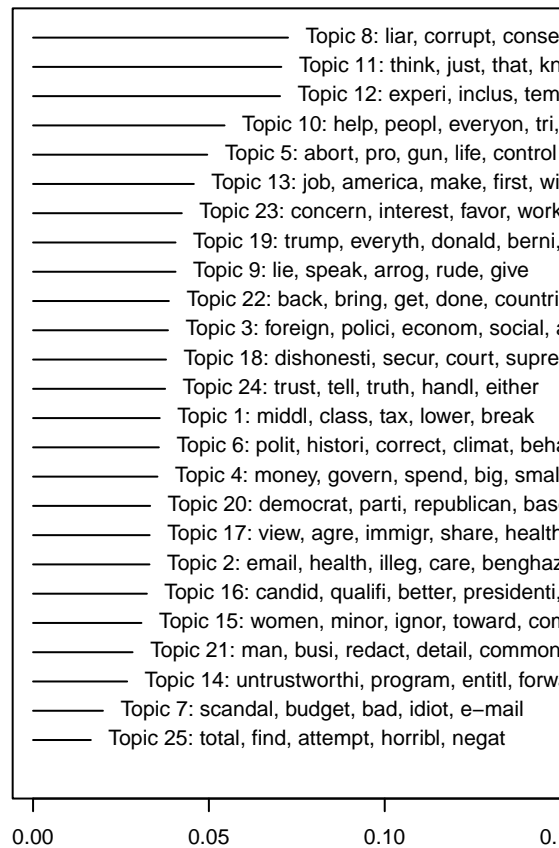 Topic 8: liar, corrupt, conse
Topic 11: think, just, that, kn
Topic 12: experi, inclus, tem
Topic 10: help, peopl, everyon, tri,
Topic 5: abort, pro, gun, life, control
Topic 13: job, america, make, first, wi
Topic 23: concern, interest, favor, work
Topic 19: trump, everyth, donald, berni,
Topic 9: lie, speak, arrog, rude, give
Topic 22: back, bring, get, done, countri
Topic 3: foreign, polici, econom, social, a
Topic 18: dishonesti, secur, court, supre
Topic 24: trust, tell, truth, handl, either
Topic 1: middl, class, tax, lower, break
Topic 6: polit, histori, correct, climat, beha
Topic 4: money, govern, spend, big, smal
Topic 20: democrat, parti, republican, bas
Topic 17: view, agre, immigr, share, health
Topic 2: email, health, illeg, care, benghaz
Topic 16: candid, qualifi, better, presidenti,
Topic 15: women, minor, ignor, toward, com
Topic 21: man, busi, redact, detail, common
Topic 14: untrustworthi, program, entitl, forw
Topic 7: scandal, budget, bad, idiot, e−mail
Topic 25: total, find, attempt, horribl, negat
0.00 0.05 0.10 0.